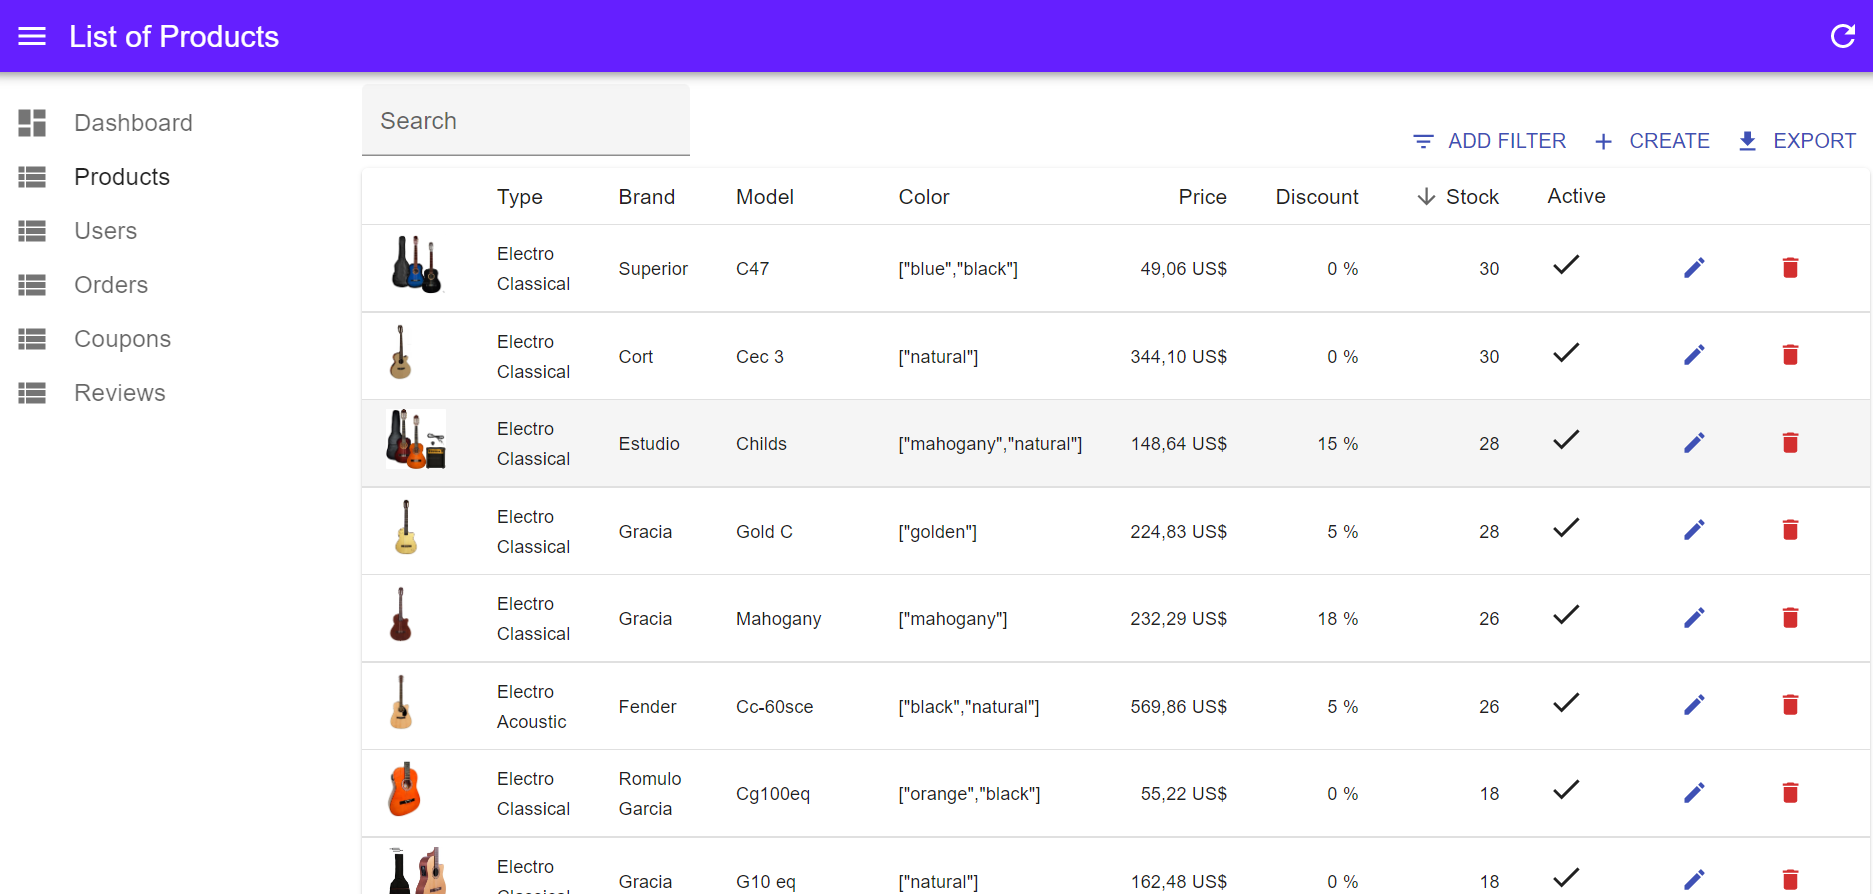 List of Products
Dashboard
Products
Users
Orders
Coupons
Reviews
Search
ADD FILTER CREATE EXPORT
Type Brand Model Color Price Discount Stock Active
Electro
Classical Superior C47 ["blue","black"] 49,06 US$ 0 % 30
Electro
Classical Cort Cec 3 ["natural"] 344,10 US$ 0 % 30
Electro
Classical Estudio Childs ["mahogany","natural"] 148,64 US$ 15 % 28
Electro
Classical Gracia Gold C ["golden"] 224,83 US$ 5 % 28
Electro
Classical Gracia Mahogany ["mahogany"] 232,29 US$ 18 % 26
Electro
Acoustic Fender Cc-60sce ["black","natural"] 569,86 US$ 5 % 26
Electro Romulo
Classical Garcia Cg100eq ["orange","black"] 55,22 US$ 0 % 18
Electro
Gracia G10 eq ["natural"] 162,48 US$ 0 % 18